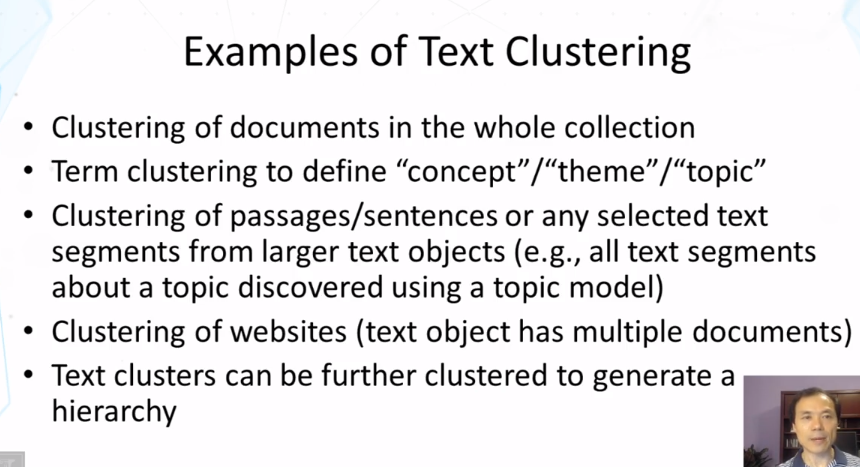 Examples of Text Clustering
• Clustering of documents in the whole collection
• Term clustering to define “concept”/“theme”/“topic”
• Clustering of passages/sentences or any selected text
segments from larger text objects (e.g., all text segments
about a topic discovered using a topic model)
• Clustering of websites (text object has multiple documents)
• Text clusters can be further clustered to generate a
hierarchy